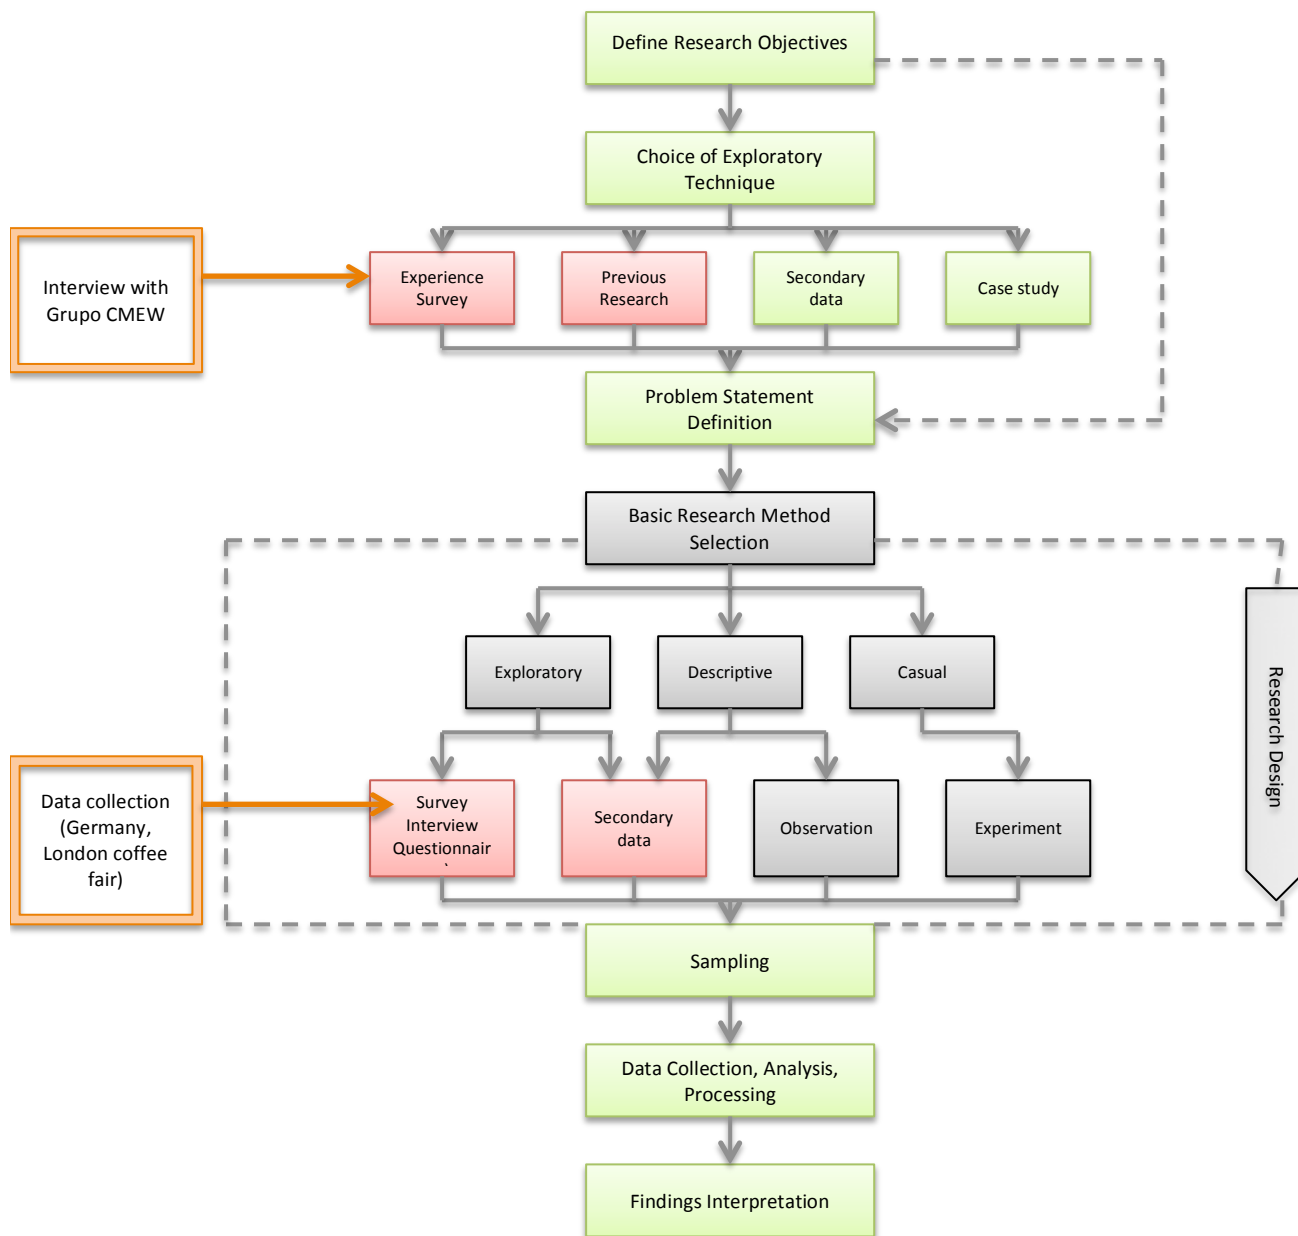 Define Research Objectives
Choice of Exploratory
Technique
Interview with
Grupo CMEW
Experience
Survey
Previous
Research
Secondary
data
Case study
Problem Statement
Definition
Basic Research Method
Selection
Exploratory
Descriptive
Casual
Research Design
Data collection
(Germany,
London coffee
fair)
Survey
Interview
Questionnair
Secondary
data
Observation
Experiment
Sampling
Data Collection, Analysis,
Processing
Findings Interpretation